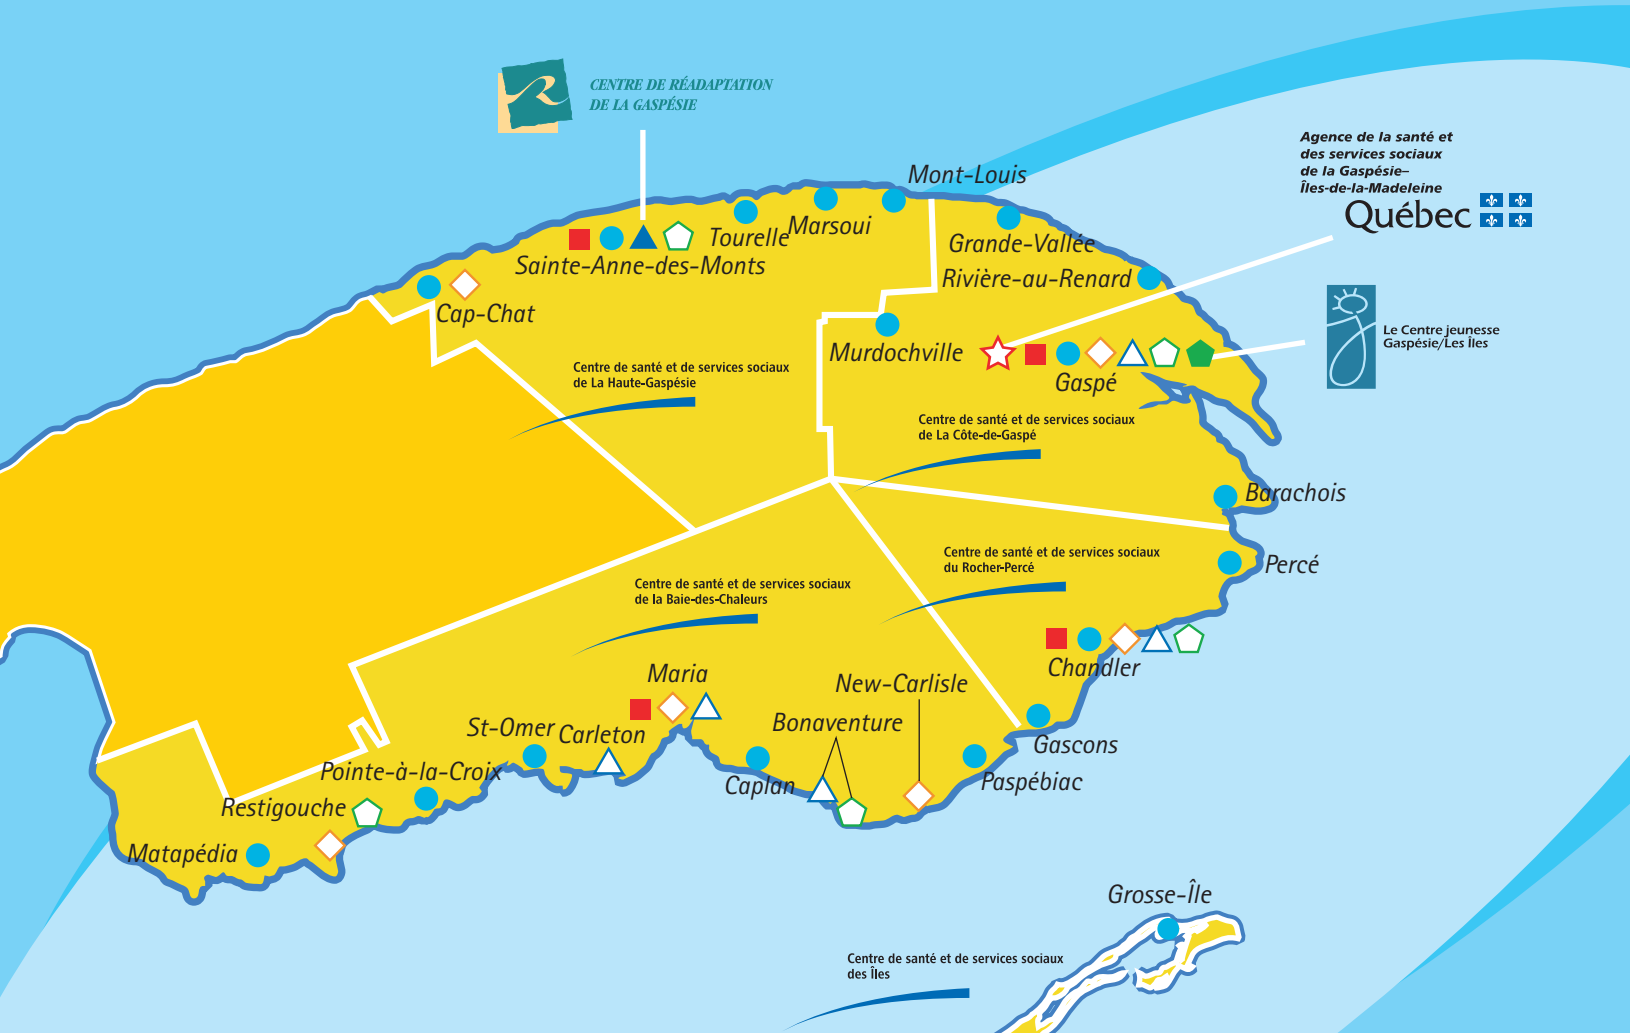 CENTRE DE RÉADAPTATION
DE LA GASPÉSIE
Agence de la santé et
des services sociaux
de la Gaspésie–
Îles-de-la-Madeleine
Québec
Mont-Louis
Marsoui
Tourelle
Grande-Vallée
Sainte-Anne-des-Monts
Rivière-au-Renard
Cap-Chat
Le Centre jeunesse
Gaspésie/Les Îles
Murdochville
Gaspé
Centre de santé et de services sociaux
de La Haute-Gaspésie
Centre de santé et de services sociaux
de La Côte-de-Gaspé
Barachois
Centre de santé et de services sociaux
du Rocher-Percé
Percé
Centre de santé et de services sociaux
de la Baie-des-Chaleurs
Chandler
Maria
New-Carlisle
Bonaventure
St-Omer
Carleton
Gascons
Pointe-à-la-Croix
Caplan
Paspébiac
Restigouche
Matapédia
Grosse-Île
Centre de santé et de services sociaux
des Îles